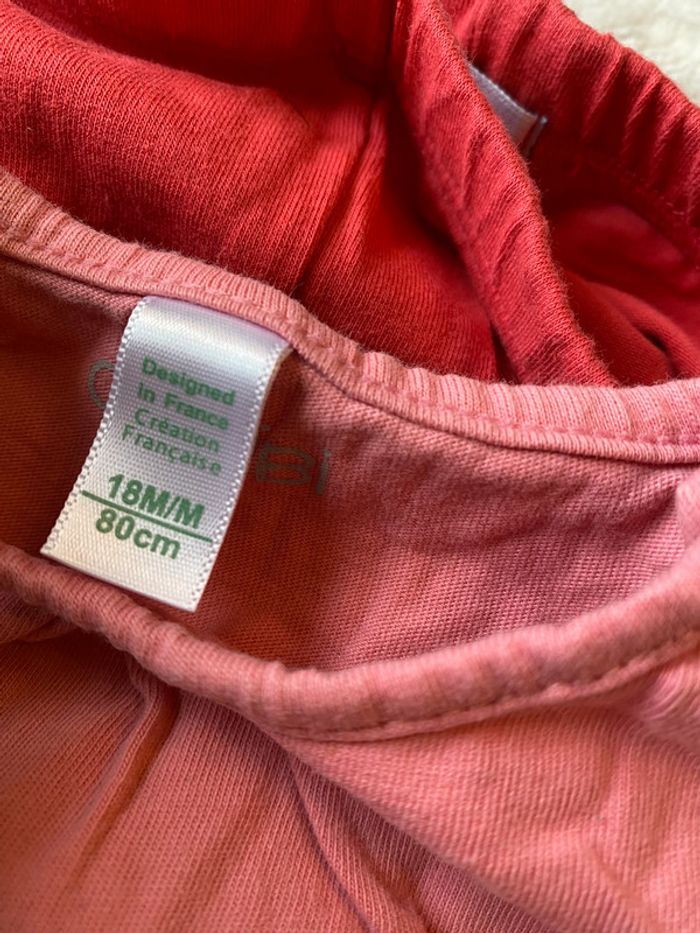 Designed
in France
Création
Française
18M/M
80cm